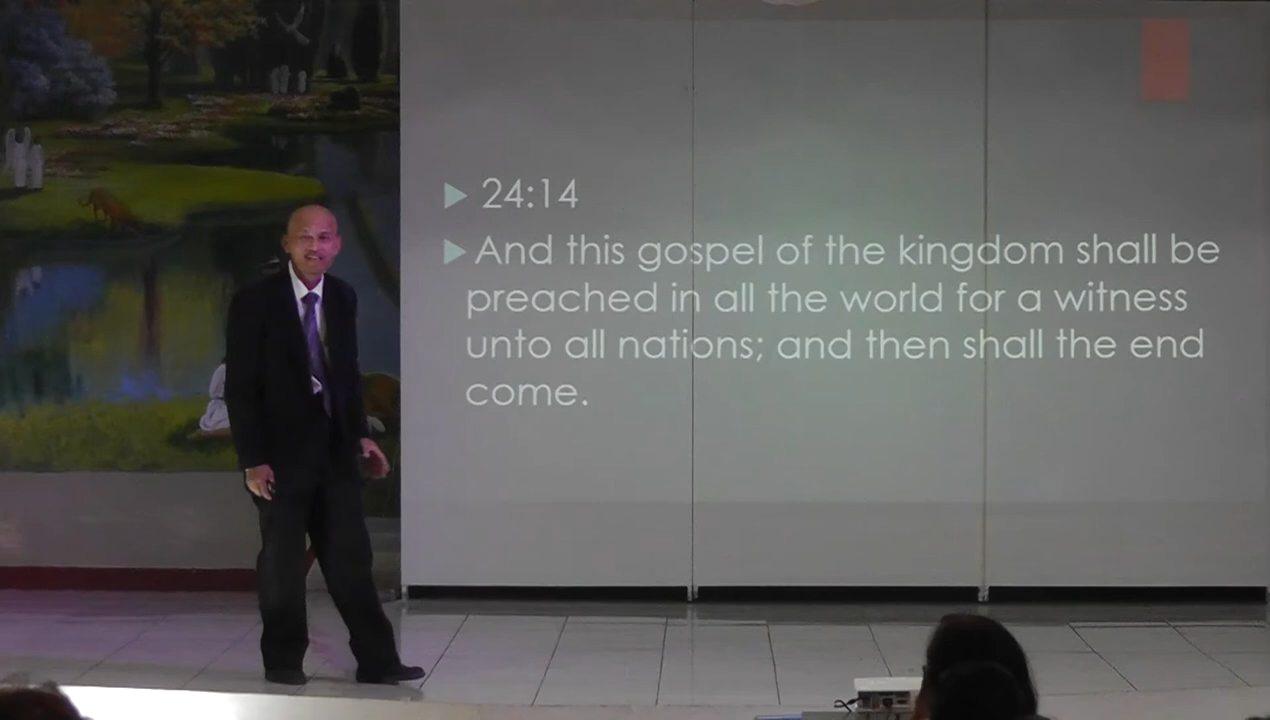 24:14
And this gospel of the kingdom shall be
preached in all the world for a witness
unto all nations; and then shall the end
come.